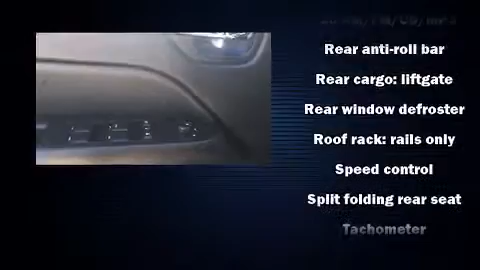 Rear anti-roll bar
Rear cargo: liftgate
Rear window defroster
Roof rack: rails only
Speed control
Split folding rear seat
Tachometer